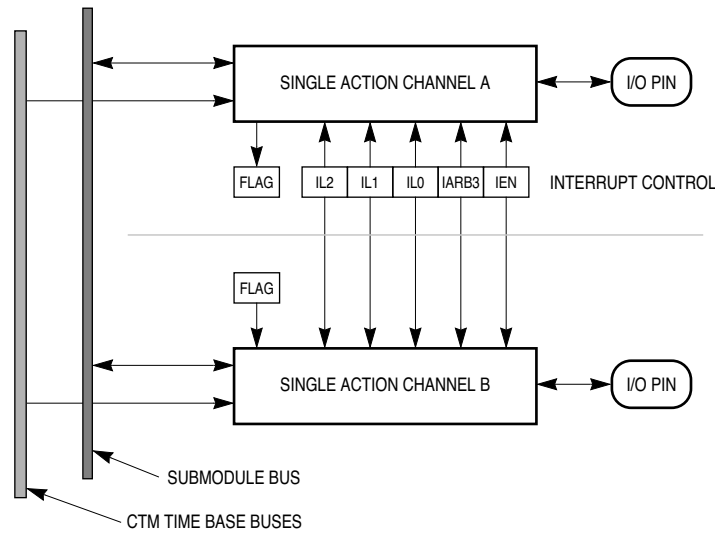 SINGLE ACTION CHANNEL A
I/O PIN
FLAG
IL2
IL1
IL0
IARB3
IEN
INTERRUPT CONTROL
FLAG
SINGLE ACTION CHANNEL B
I/O PIN
SUBMODULE BUS
CTM TIME BASE BUSES